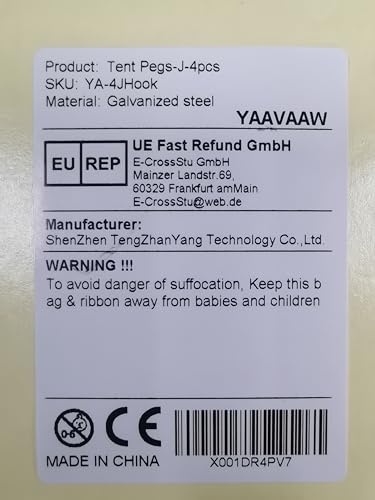 Product: Tent Pegs-J-4pcs
SKU: YA-4JHook
Material: Galvanized steel
YAAVAAW
EU REP
UE Fast Refund GmbH
E-CrossStu GmbH
Mainzer Landstr.69,
60329 Frankfurt amMain
E-CrossStu@web.de
Manufacturer:
ShenZhen TengZhanYang Technology Co.,Ltd.
WARNING !!!
To avoid danger of suffocation, Keep this b
ag & ribbon away from babies and children
0-6
CE
MADE IN CHINA
X001DR4PV7